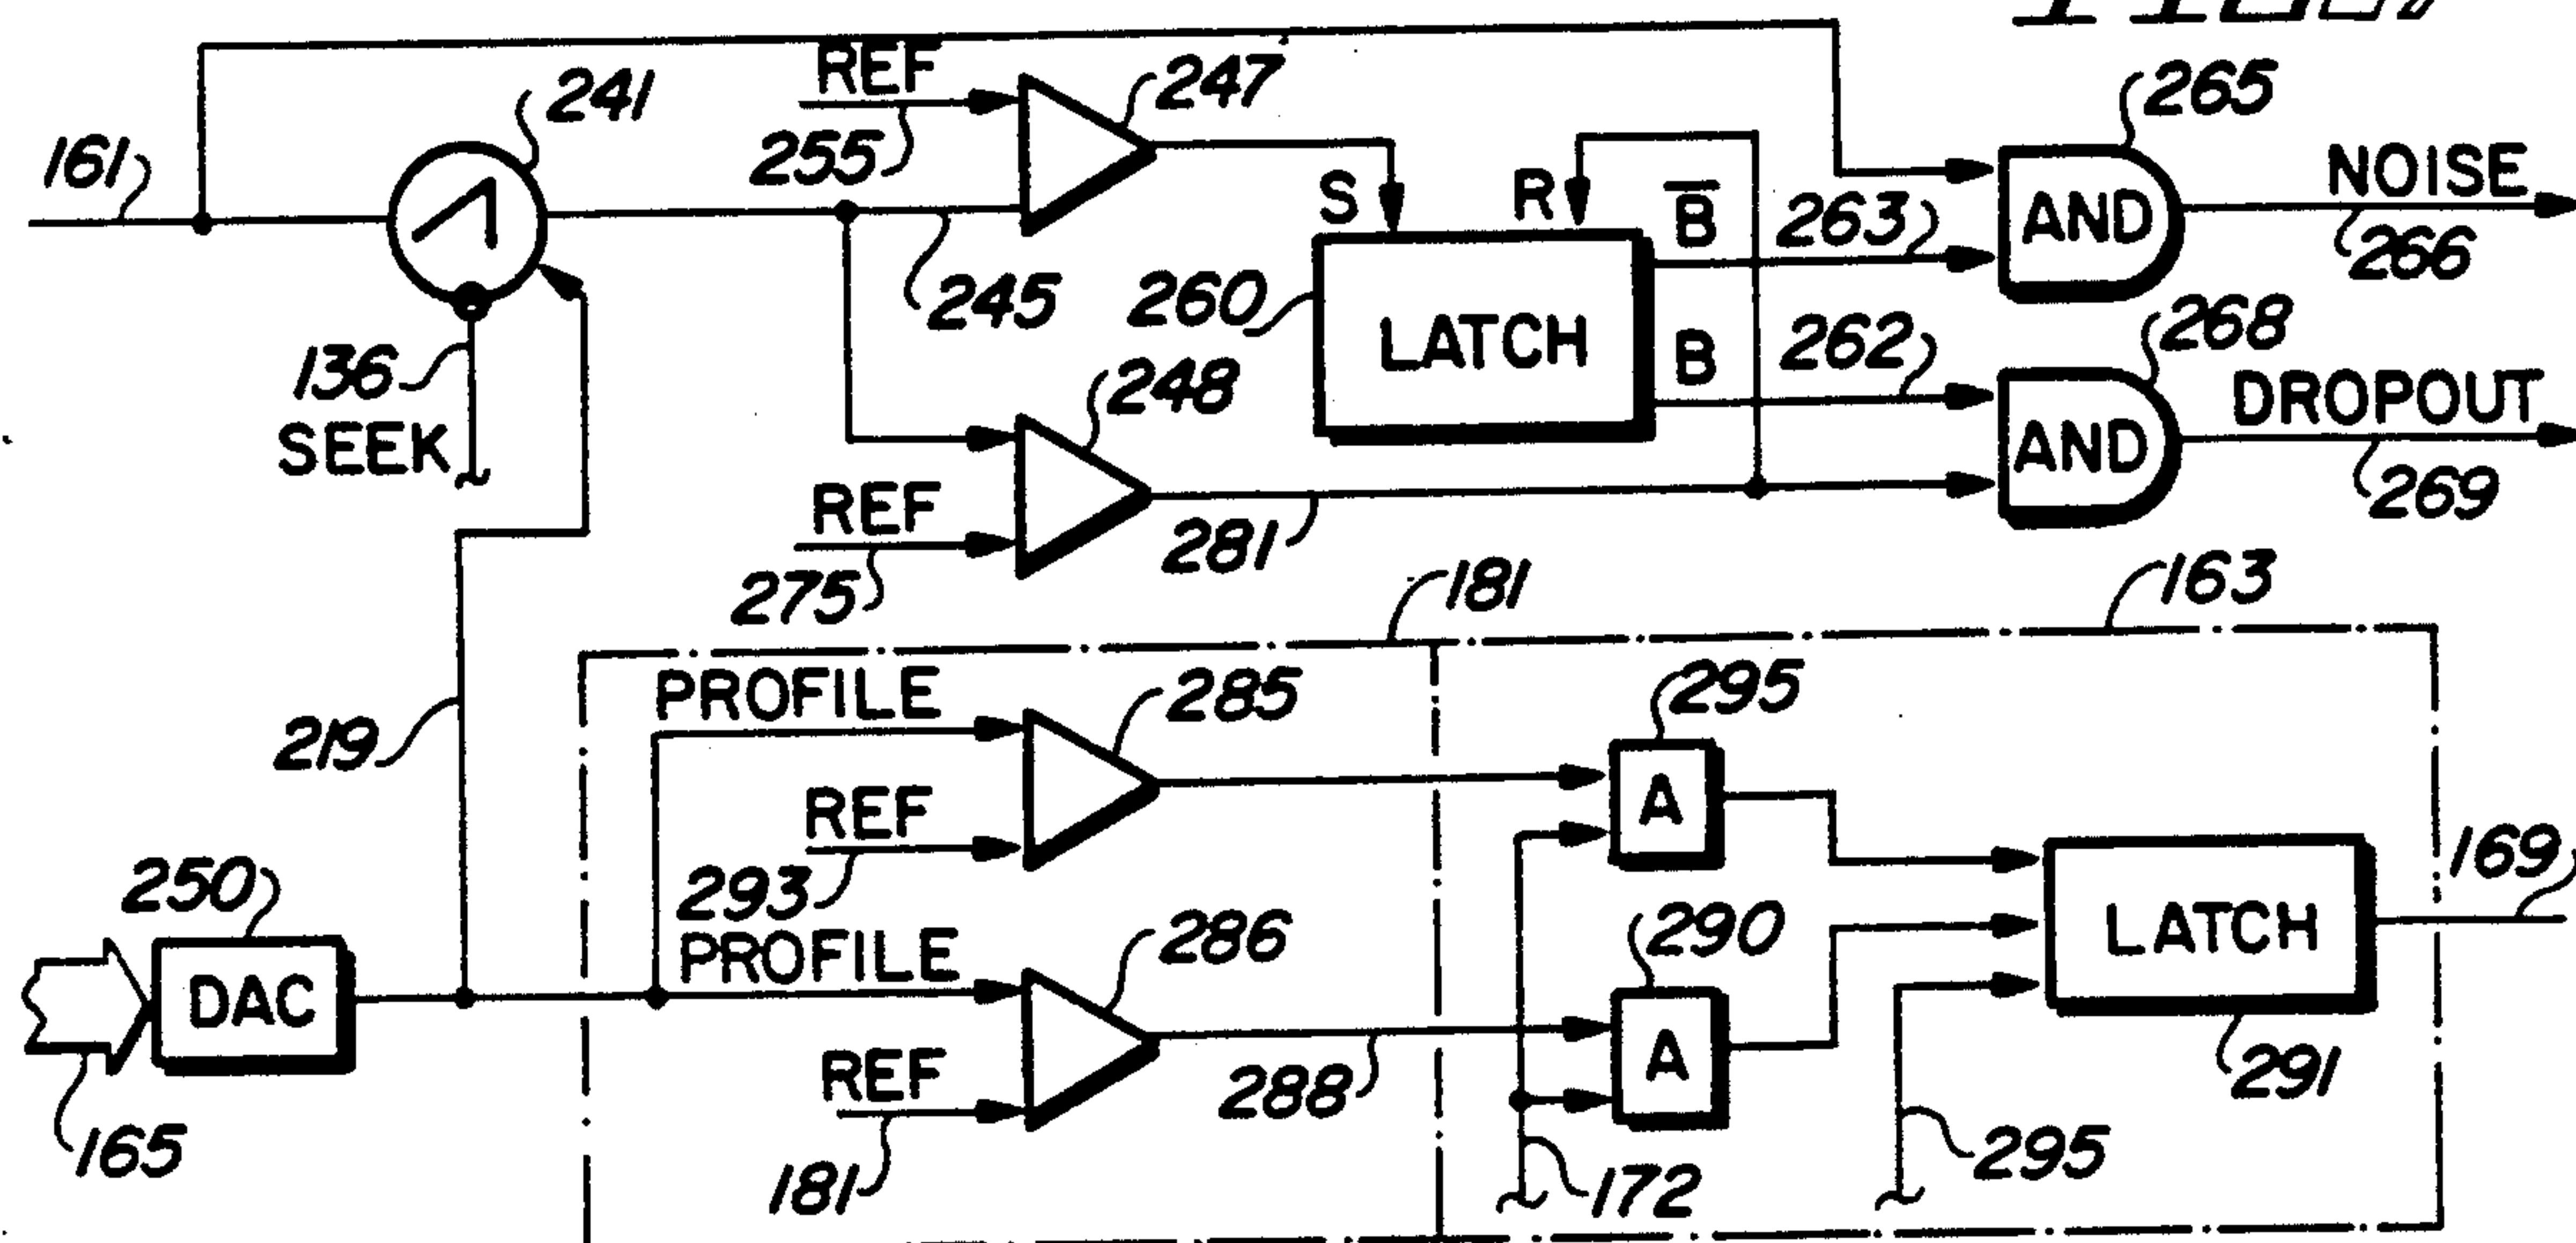 REF
247
265
241
161
255
S
R
B̅
263
AND
NOISE
266
245
260
LATCH
136
SEEK
248
B
262
268
AND
DROPOUT
269
REF
275
281
181
163
PROFILE
285
295
219
REF
293
A
250
PROFILE
286
290
LATCH
169
DAC
REF
288
A
291
165
181
172
295